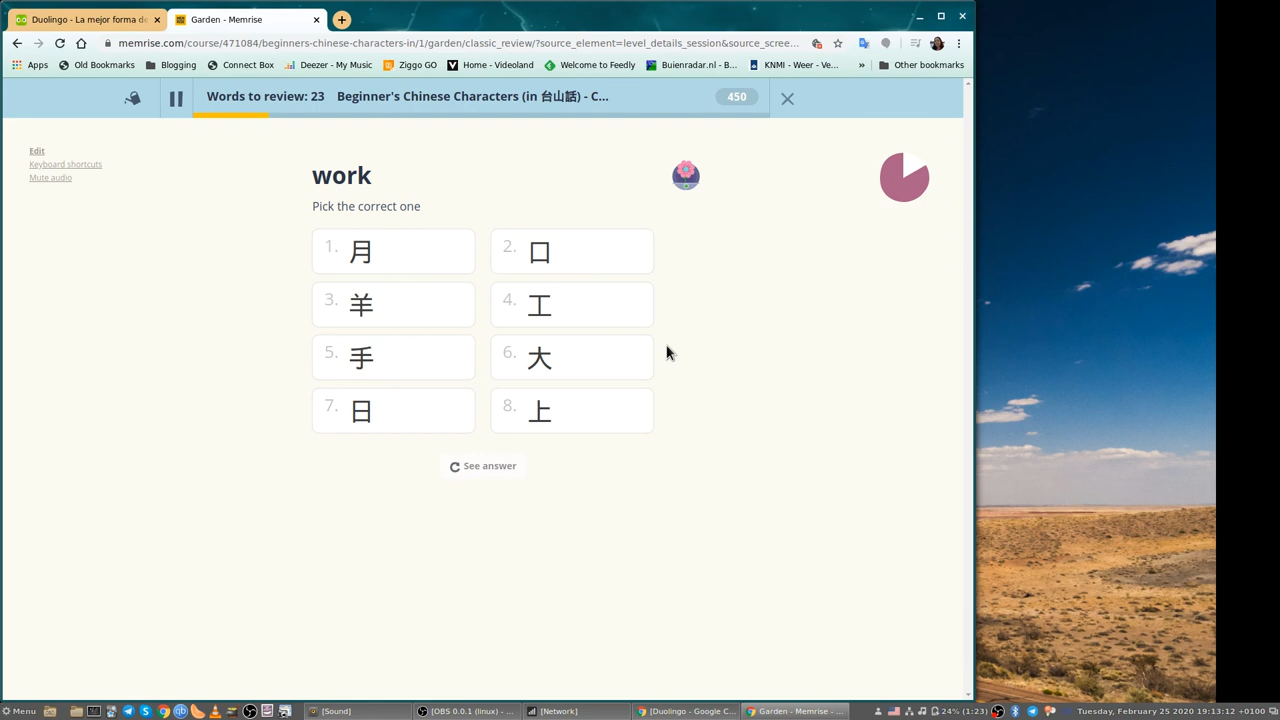 Duolingo - La mejor forma de
Garden - Memrise
memrise.com/course/471084/beginners-chinese-characters-in/1/garden/classic_review/?source_element=level_details_session&source_scree...
Apps
Old Bookmarks
Blogging
Connect Box
Deezer - My Music
Ziggo GO
Home - Videoland
Welcome to Feedly
Buienradar.nl - B...
KNMI - Weer - Ve...
»
Other bookmarks
Words to review: 23
Beginner's Chinese Characters (in 台山話) - C...
450
Edit
Keyboard shortcuts
Mute audio
work
Pick the correct one
1. 月
2. 口
3. 羊
4. 工
5. 手
6. 大
7. 日
8. 上
See answer
Menu
[Sound]
[OBS 0.0.1 (linux) - ...
[Network]
[Duolingo - Google C...
Garden - Memrise - ...
24% (1:23)
Tuesday, February 25 2020 19:13:12 +0100